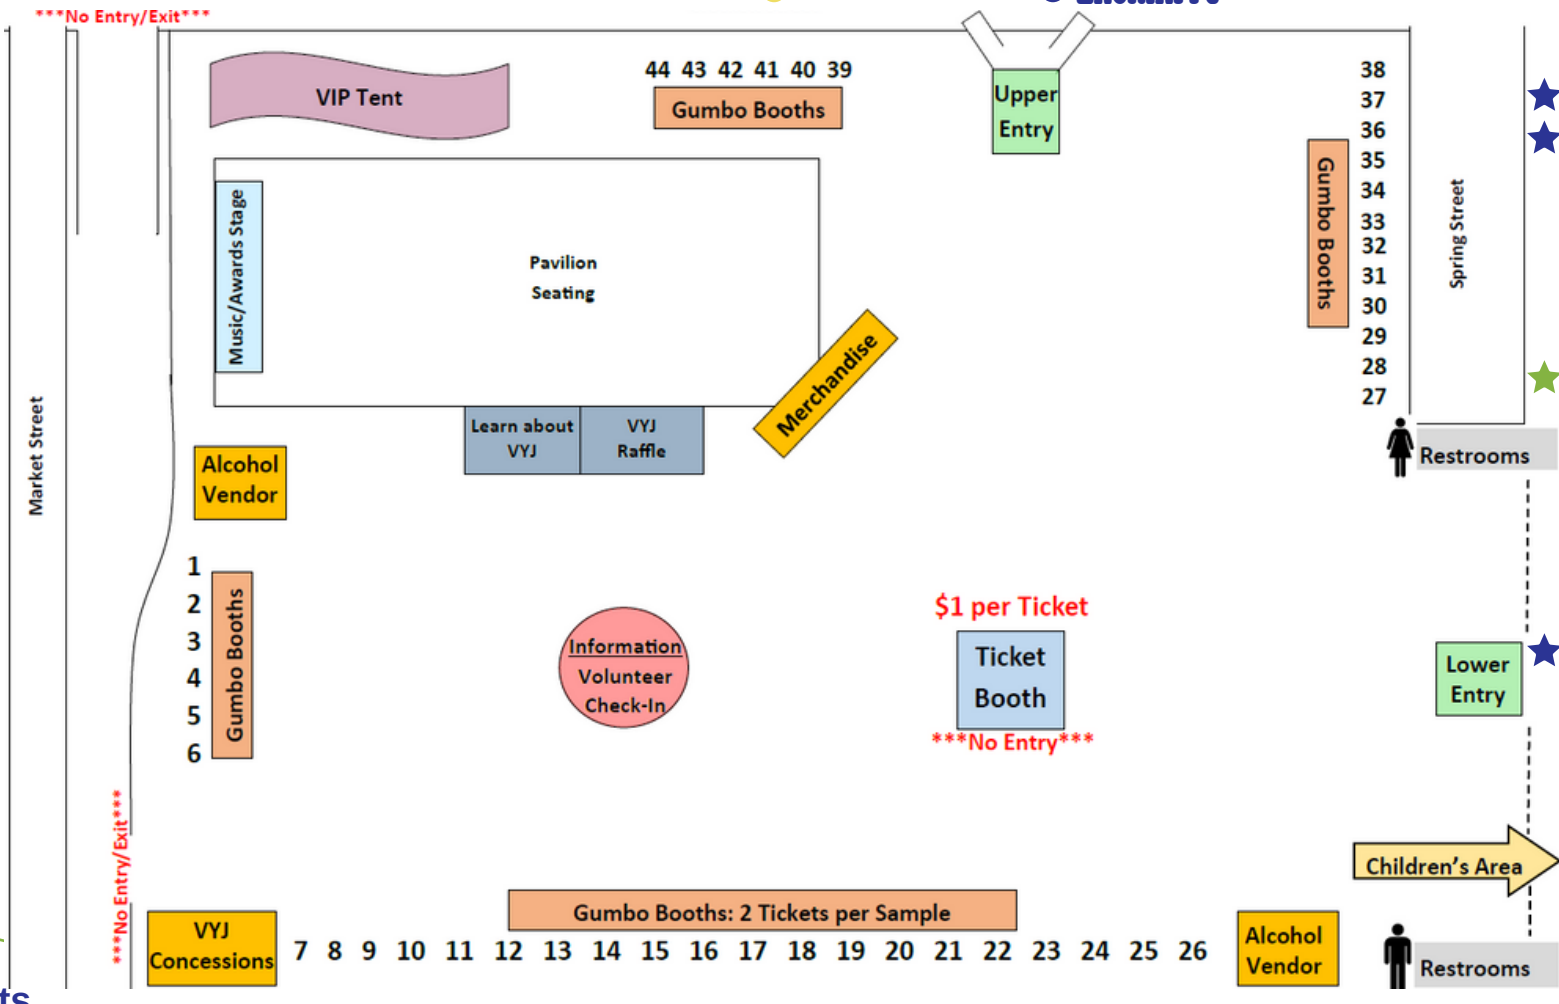 ***No Entry/Exit***
VIP Tent
44 43 42 41 40 39
Gumbo Booths
Upper
Entry
38
37
36
35
34
33
32
31
30
29
28
27
Gumbo Booths
Spring Street
Music/Awards Stage
Pavilion
Seating
Merchandise
Learn about
VYJ
VYJ
Raffle
Market Street
Alcohol
Vendor
Restrooms
1
2
3
4
5
6
Gumbo Booths
Information
Volunteer
Check-In
$1 per Ticket
Ticket
Booth
***No Entry***
Lower
Entry
***No Entry/Exit***
Children's Area
Gumbo Booths: 2 Tickets per Sample
VYJ
Concessions
7 8 9 10 11 12 13 14 15 16 17 18 19 20 21 22 23 24 25 26
Alcohol
Vendor
Restrooms
ts